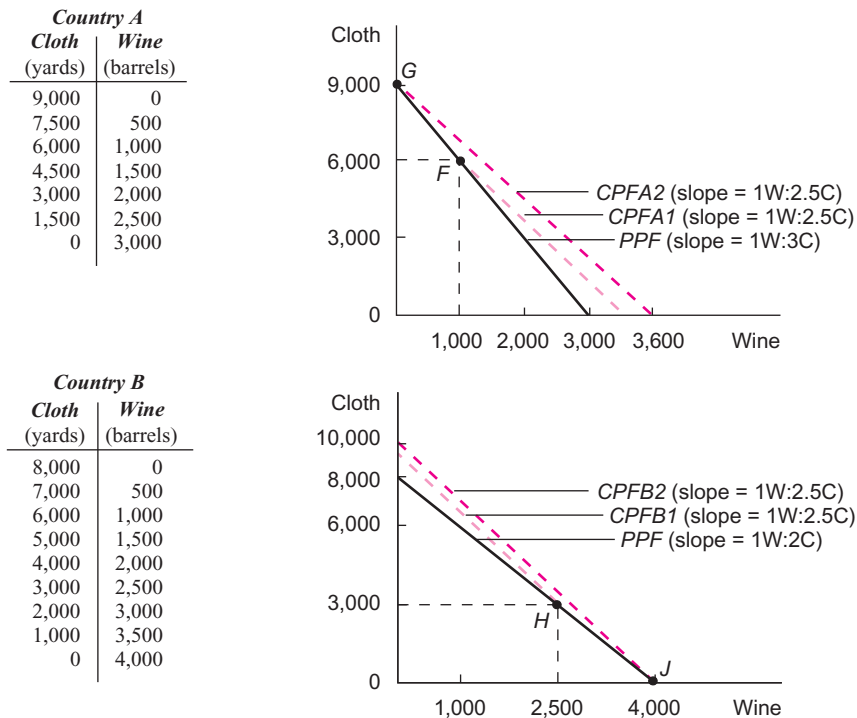 Country A
Cloth Wine
(yards) (barrels)
9,000 0
7,500 500
6,000 1,000
4,500 1,500
3,000 2,000
1,500 2,500
0 3,000
Cloth
G
9,000
6,000
F
3,000
0
CPFA2 (slope = 1W:2.5C)
CPFA1 (slope = 1W:2.5C)
PPF (slope = 1W:3C)
1,000 2,000 3,000 3,600 Wine
Country B
Cloth Wine
(yards) (barrels)
8,000 0
7,000 500
6,000 1,000
5,000 1,500
4,000 2,000
3,000 2,500
2,000 3,000
1,000 3,500
0 4,000
Cloth
10,000
8,000
6,000
3,000
0
CPFB2 (slope = 1W:2.5C)
CPFB1 (slope = 1W:2.5C)
PPF (slope = 1W:2C)
H
J
1,000 2,500 4,000 Wine